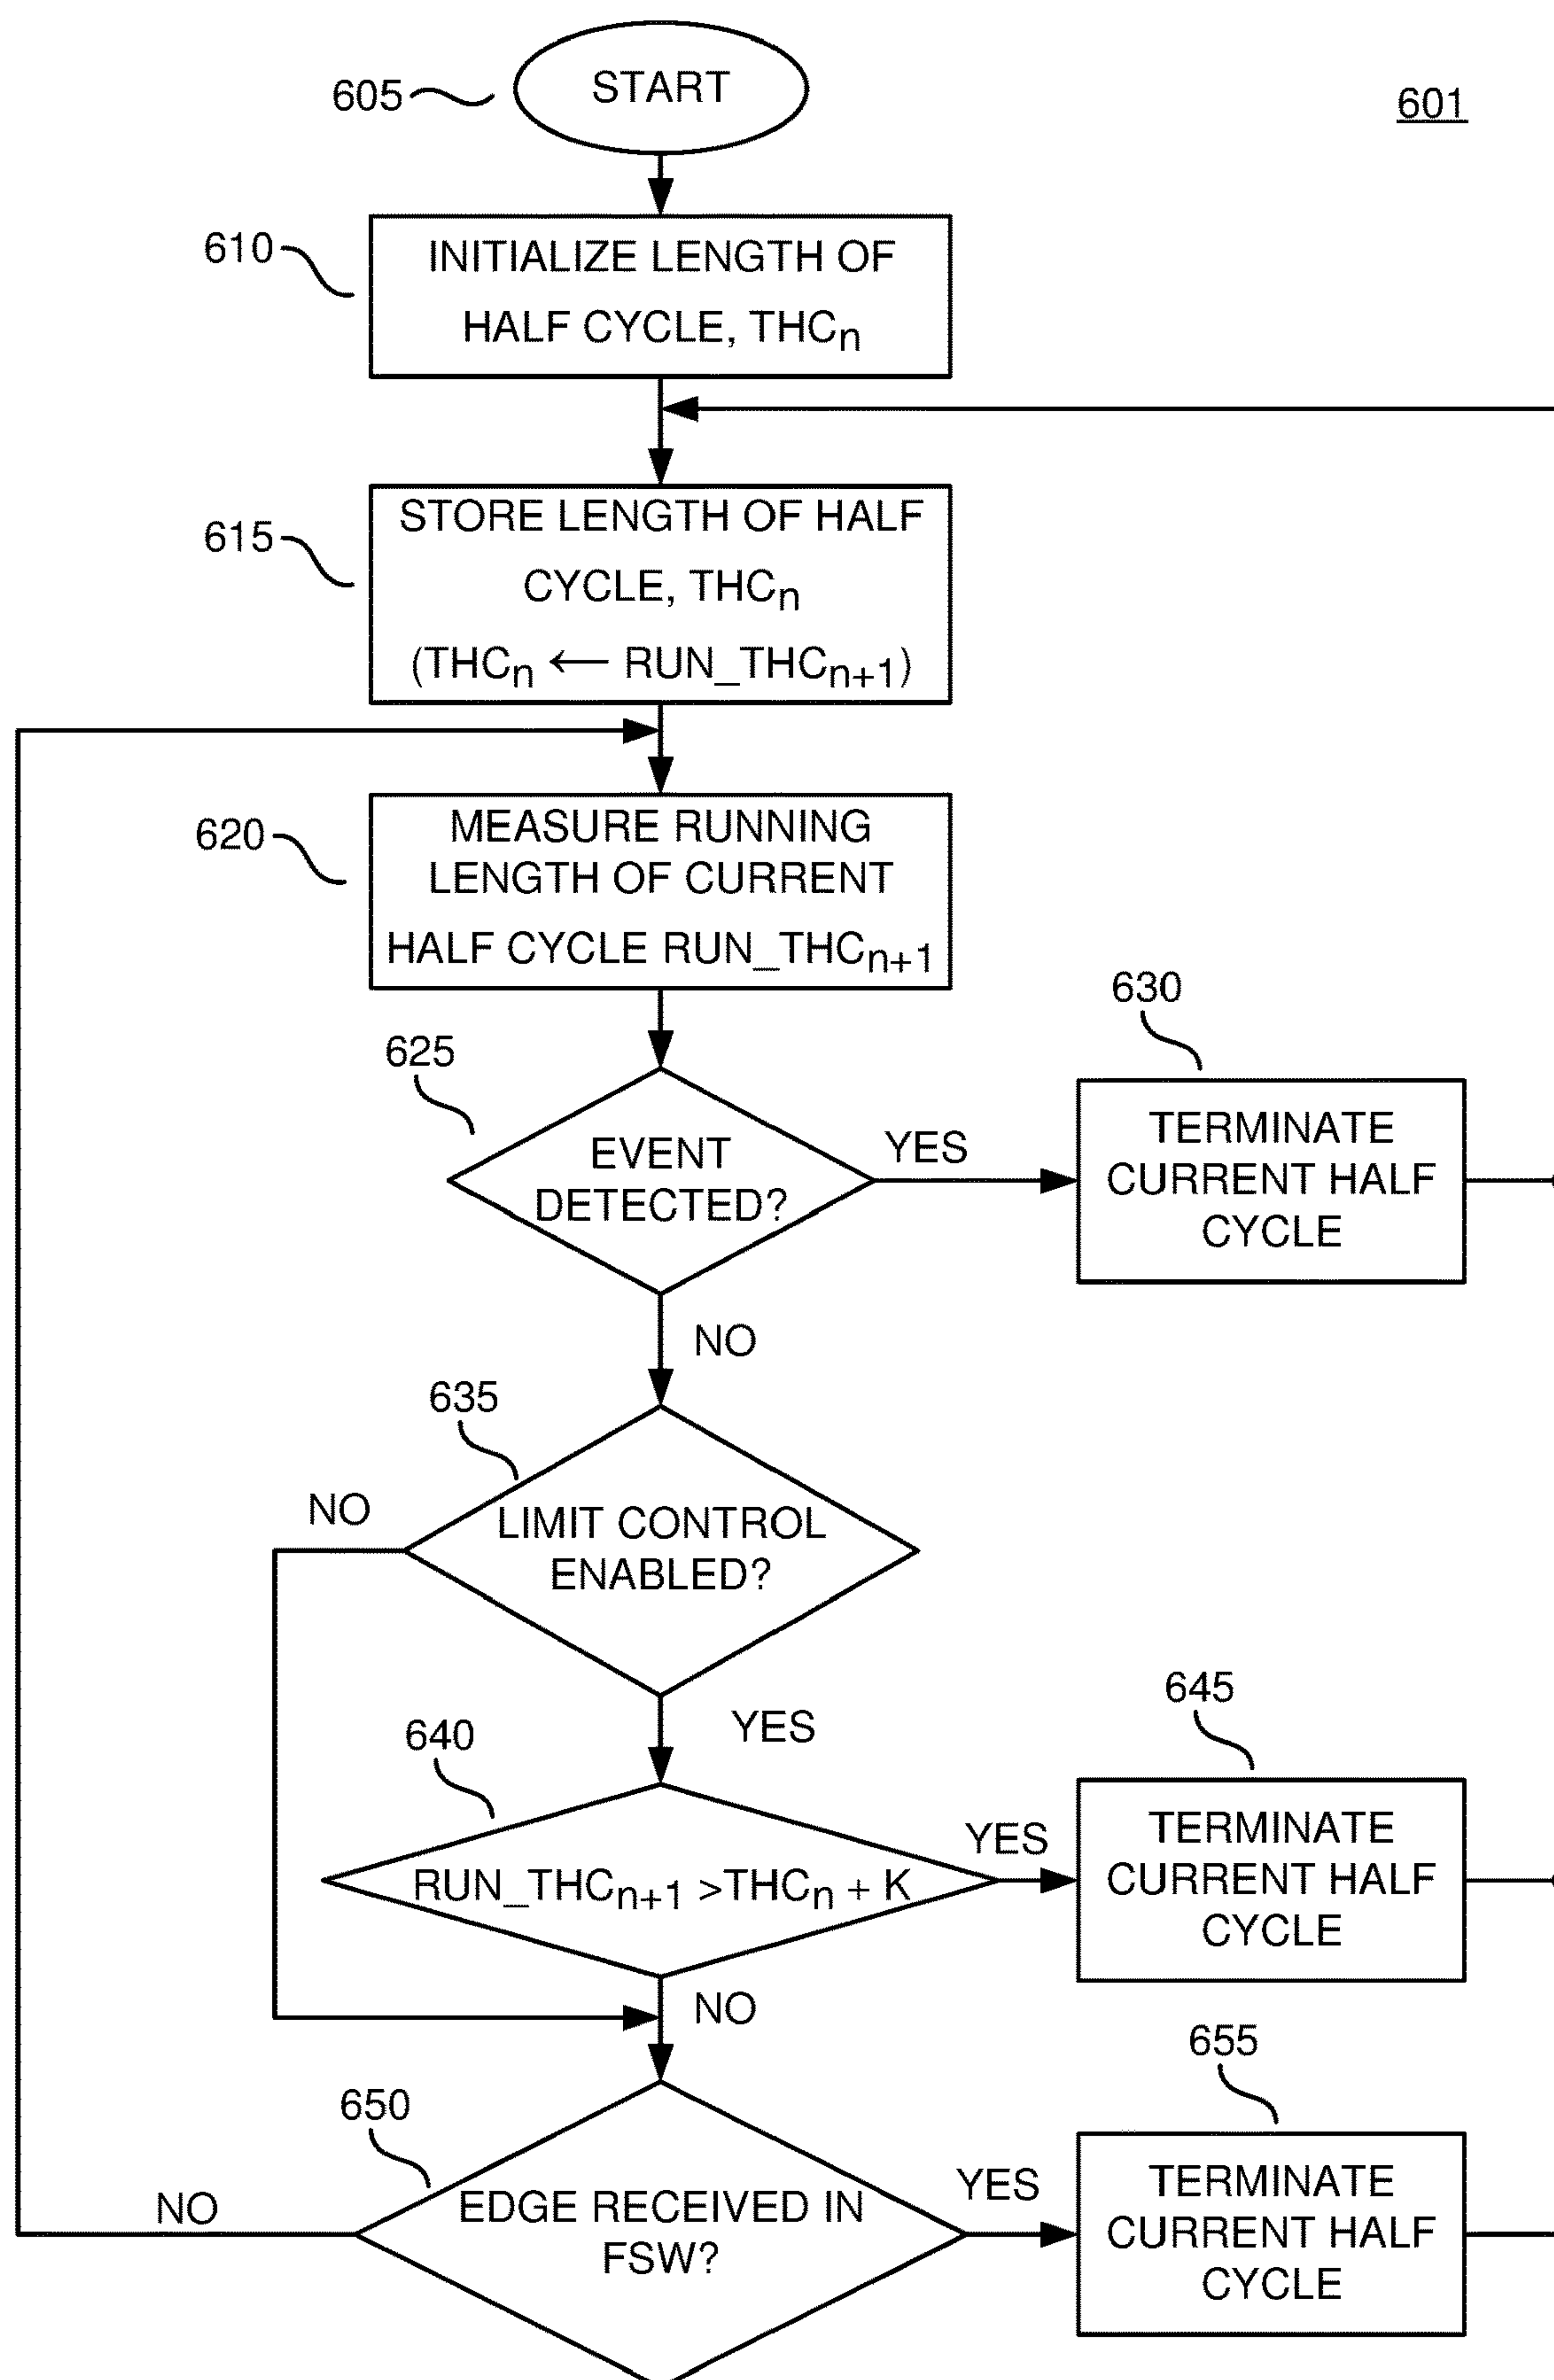 605
START
601
610
INITIALIZE LENGTH OF
HALF CYCLE, THCn
615
STORE LENGTH OF HALF
CYCLE, THCn
(THCn ← RUN_THCn+1)
620
MEASURE RUNNING
LENGTH OF CURRENT
HALF CYCLE RUN_THCn+1
625
EVENT
DETECTED?
YES
630
TERMINATE
CURRENT HALF
CYCLE
NO
635
LIMIT CONTROL
ENABLED?
NO
YES
640
RUN_THCn+1 >THCn + K
YES
645
TERMINATE
CURRENT HALF
CYCLE
NO
650
EDGE RECEIVED IN
FSW?
NO
YES
655
TERMINATE
CURRENT HALF
CYCLE